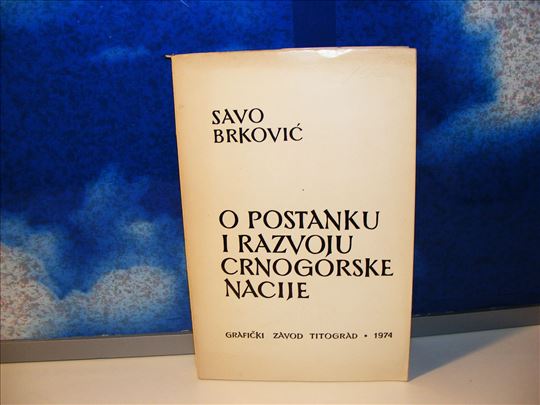 SAVO
BRKOVIĆ
O POSTANKU
I RAZVOJU
CRNOGORSKE
NACIJE
GRAFIČKI ZAVOD TITOGRAD • 1974